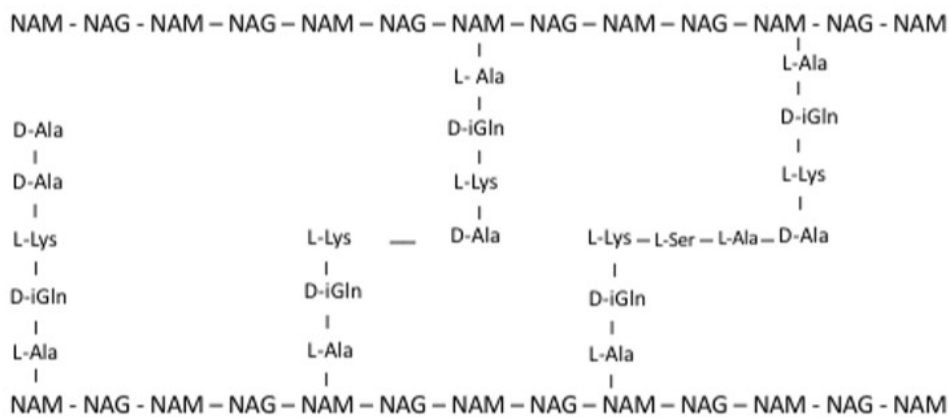 NAM - NAG - NAM – NAG – NAM – NAG – NAM – NAG – NAM – NAG – NAM - NAG - NAM
L- Ala
L-Ala
D-iGln
D-Ala
D-iGln
L-Lys
D-Ala
L-Lys
L-Lys
L-Lys — D-Ala
L-Lys – L-Ser – L-Ala – D-Ala
D-iGln
D-iGln
D-iGln
L-Ala
L-Ala
L-Ala
NAM - NAG - NAM – NAG – NAM – NAG – NAM – NAG – NAM – NAG – NAM - NAG - NAM